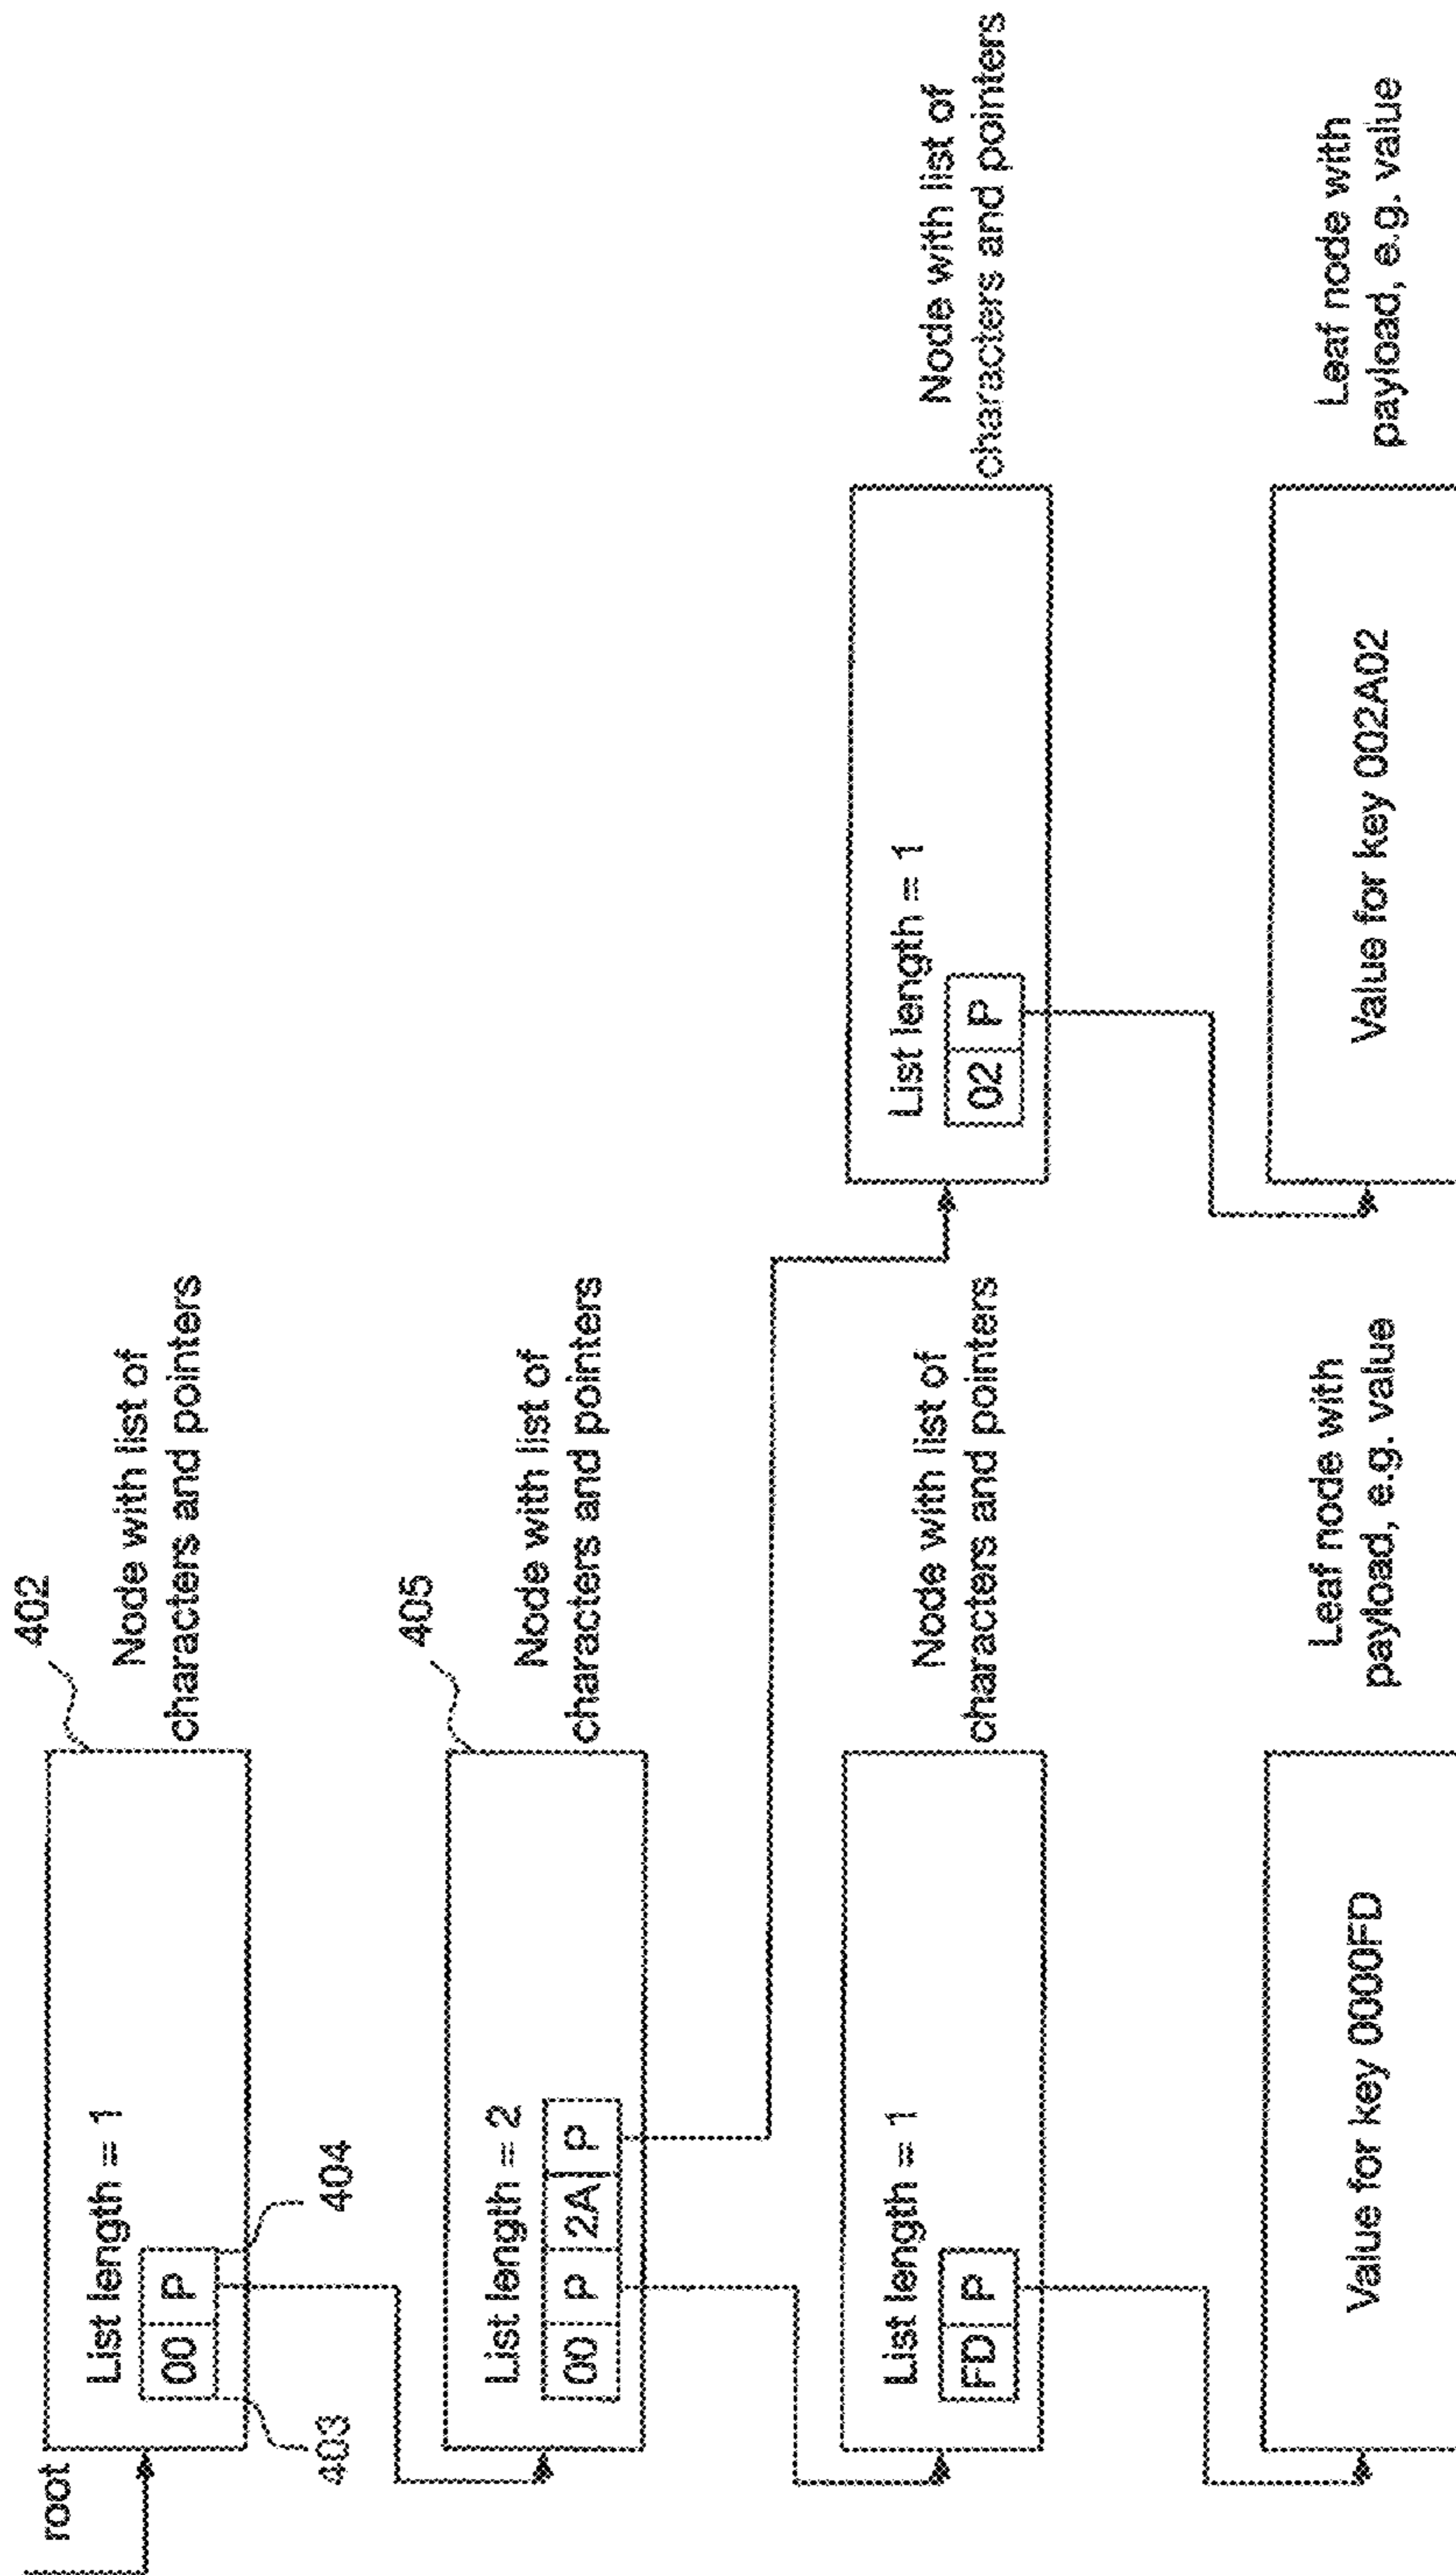 root
402
List length = 1
00 P
Node with list of
characters and pointers
403
404
405
List length = 2
00 P 2A P
Node with list of
characters and pointers
List length = 1
FD P
Node with list of
characters and pointers
List length = 1
02 P
Node with list of
characters and pointers
Value for key 0000FD
Leaf node with
payload, e.g. value
Value for key 002A02
Leaf node with
payload, e.g. value